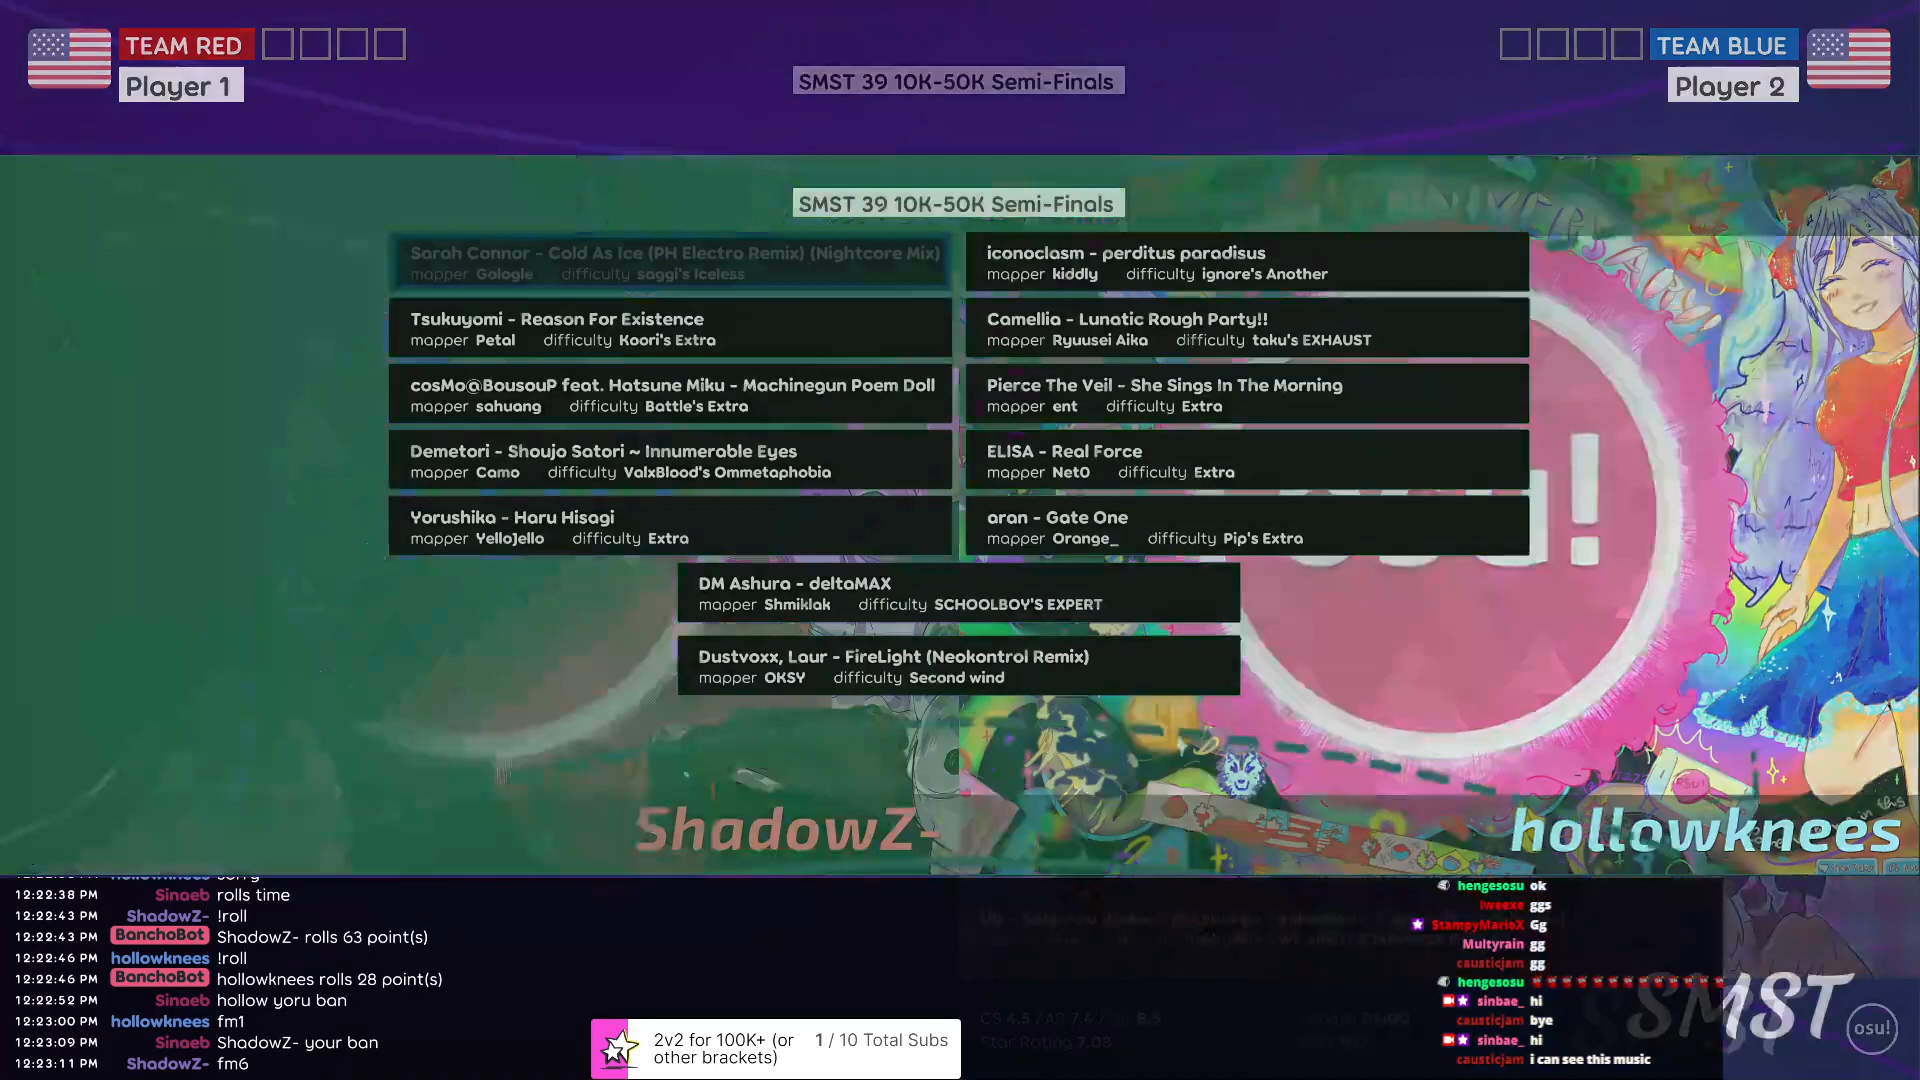 TEAM RED
Player 1
SMST 39 10K-50K Semi-Finals
TEAM BLUE
Player 2
SMST 39 10K-50K Semi-Finals
Sarah Connor - Cold As Ice (PH Electro Remix) (Nightcore Mix)
mapper Gologle difficulty saggi's Iceless
iconoclasm - perditus paradisus
mapper kiddly difficulty ignore's Another
Tsukuyomi - Reason For Existence
mapper Petal difficulty Koori's Extra
Camellia - Lunatic Rough Party!!
mapper Ryuusei Aika difficulty taku's EXHAUST
cosMo@BousouP feat. Hatsune Miku - Machinegun Poem Doll
mapper sahuang difficulty Battle's Extra
Pierce The Veil - She Sings In The Morning
mapper ent difficulty Extra
Demetori - Shoujo Satori ~ Innumerable Eyes
mapper Camo difficulty ValxBlood's Ommetaphobia
ELISA - Real Force
mapper Net0 difficulty Extra
Yorushika - Haru Hisagi
mapper YelloJello difficulty Extra
aran - Gate One
mapper Orange_ difficulty Pip's Extra
DM Ashura - deltaMAX
mapper Shmiklak difficulty SCHOOLBOY'S EXPERT
Dustvoxx, Laur - FireLight (Neokontrol Remix)
mapper OKSY difficulty Second wind
ShadowZ-
hollowknees
12:22:38 PM Sinaeb rolls time
12:22:43 PM ShadowZ- !roll
12:22:43 PM BanchoBot ShadowZ- rolls 63 point(s)
12:22:46 PM hollowknees !roll
12:22:46 PM BanchoBot hollowknees rolls 28 point(s)
12:22:52 PM Sinaeb hollow yoru ban
12:23:00 PM hollowknees fm1
12:23:09 PM Sinaeb ShadowZ- your ban
12:23:11 PM ShadowZ- fm6
2v2 for 100K+ (or other brackets)
1 / 10 Total Subs
Star Rating 7.03
hengesosu ok
lweexe ggs
StampyMarioX Gg
Multyrain gg
causticjam gg
hengesosu
sinbae_ hi
causticjam bye
sinbae_ hi
causticjam i can see this music
SMST
osu!